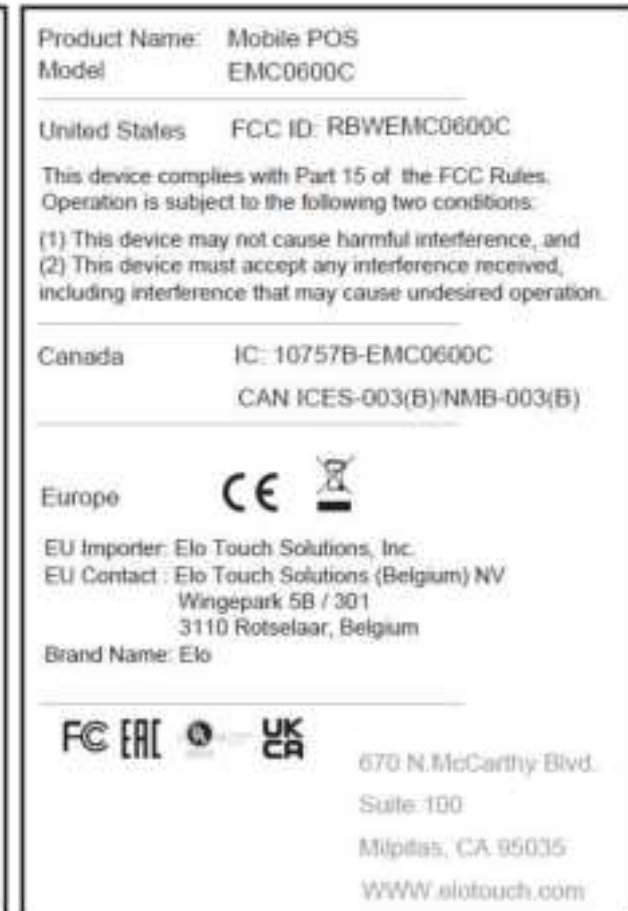 Product Name: Mobile POS
Model EMC0600C
United States FCC ID: RBWEMC0600C
This device complies with Part 15 of the FCC Rules.
Operation is subject to the following two conditions:
(1) This device may not cause harmful interference, and
(2) This device must accept any interference received,
including interference that may cause undesired operation.
Canada IC: 10757B-EMC0600C
CAN ICES-003(B)/NMB-003(B)
Europe CE
EU Importer: Elo Touch Solutions, Inc.
EU Contact : Elo Touch Solutions (Belgium) NV
Wingepark 5B / 301
3110 Rotselaar, Belgium
Brand Name: Elo
FC EAC UK
CA
670 N.McCarthy Blvd.
Suite 100
Milpitas, CA 95035
WWW.elotouch.com